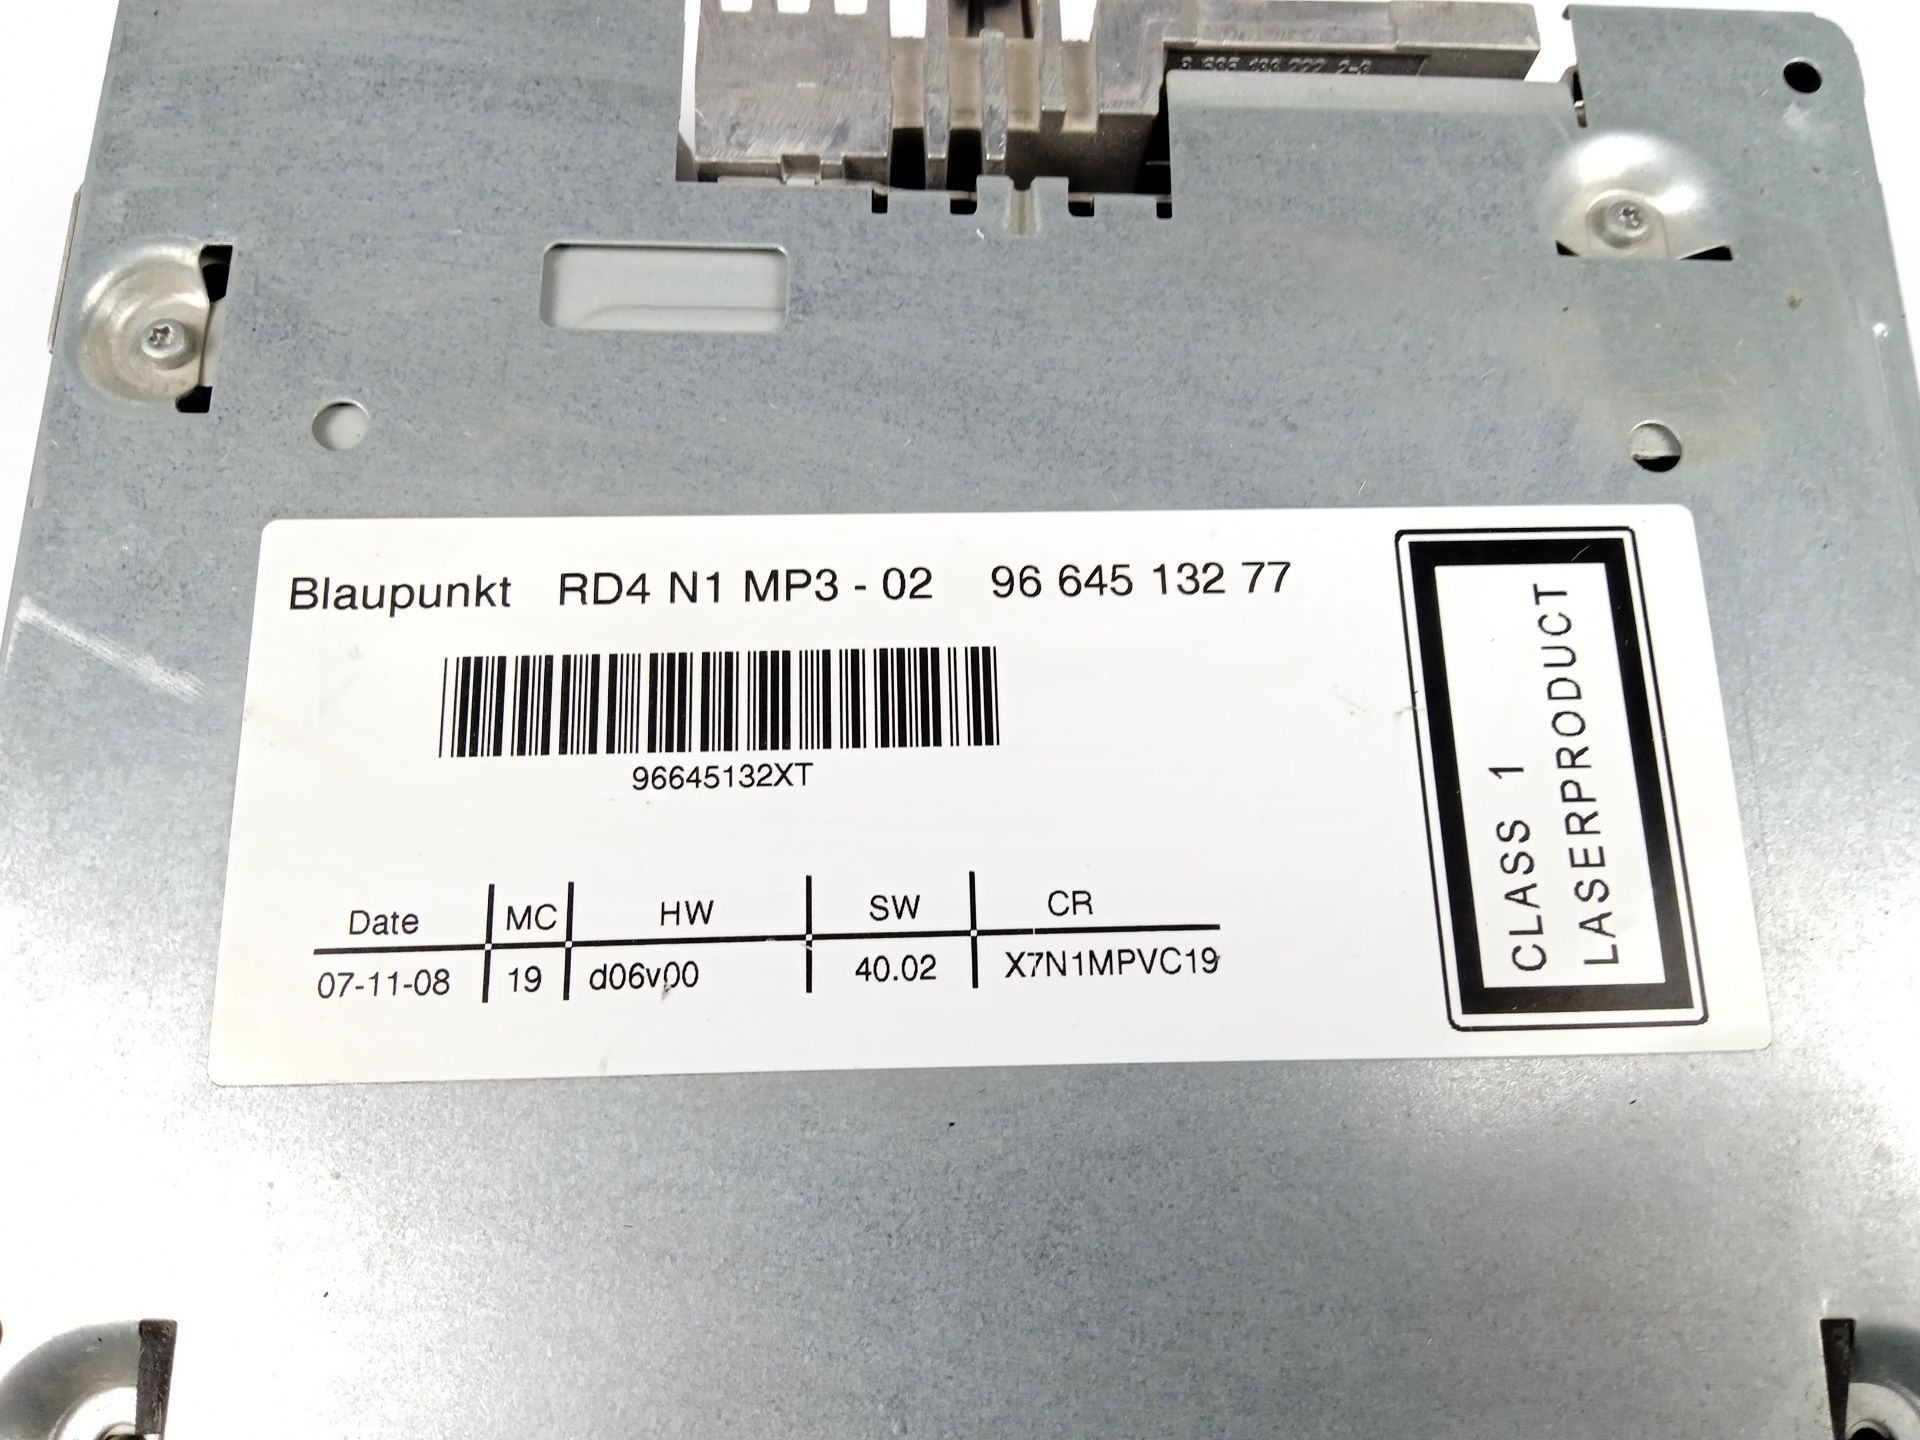 Blaupunkt RD4 N1 MP3 - 02 96 645 132 77
96645132XT
Date MC HW SW CR
07-11-08 19 d06v00 40.02 X7N1MPVC19
CLASS 1
LASERPRODUCT